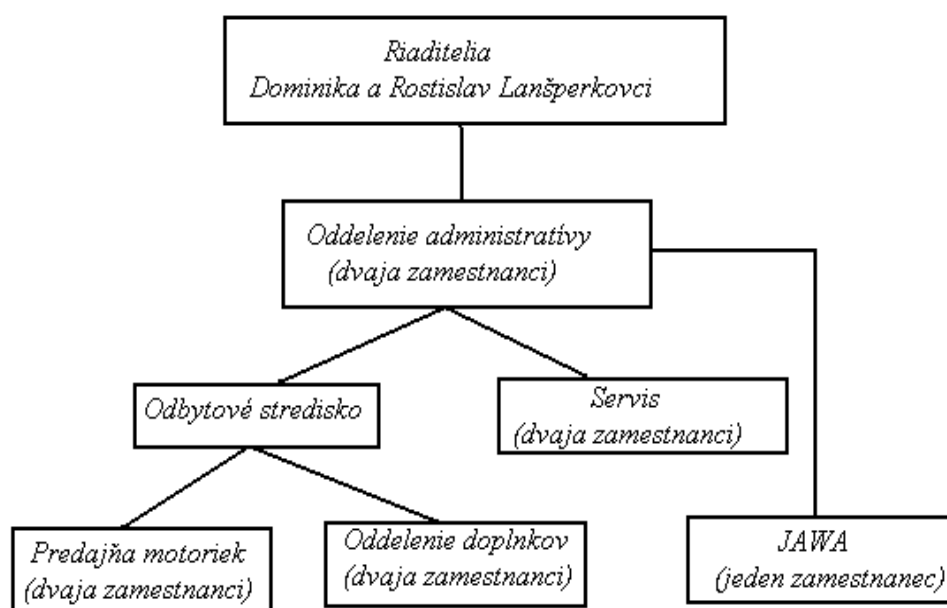 Riaditelia
Dominika a Rostislav Lanšperkovci
Oddelenie administratívy
(dvaja zamestnanci)
Odbytové stredisko
Servis
(dvaja zamestnanci)
Predajňa motoriek
(dvaja zamestnanci)
Oddelenie doplnkov
(dvaja zamestnanci)
JAWA
(jeden zamestnanec)